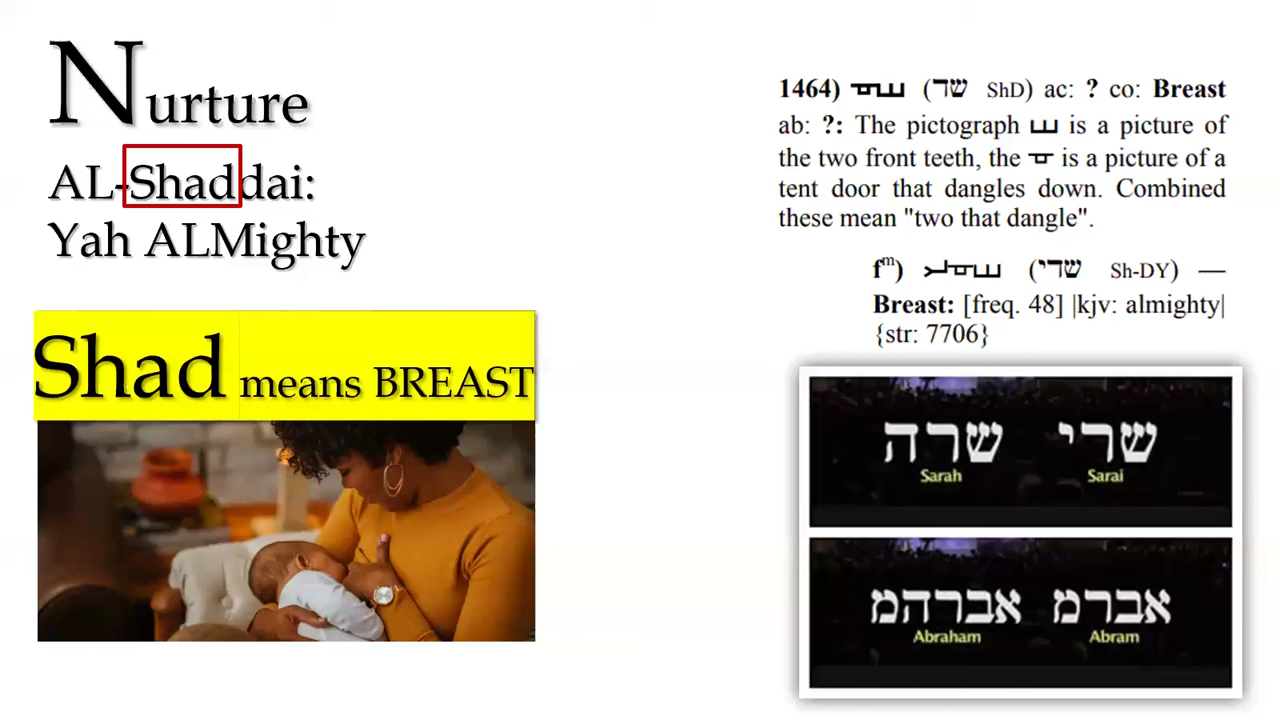 Nurture
AL-Shaddai:
Yah ALMighty
Shad means BREAST
1464) (שד ShD) ac: ? co: Breast
ab: ?: The pictograph is a picture of
the two front teeth, the is a picture of a
tent door that dangles down. Combined
these mean "two that dangle".
fm) (שדי Sh-DY) —
Breast: [freq. 48] |kjv: almighty|
{str: 7706}
שרי שרה
Sarah Sarai
אברמ אברהמ
Abraham Abram